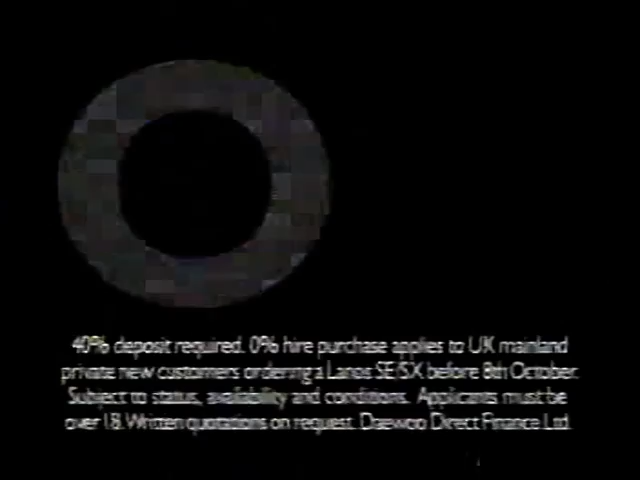 40% deposit required. 0% hire purchase applies to UK mainland
private new customers ordering a Lanos SE/SX before 8th October.
Subject to status, availability and conditions. Applicants must be
over 18. Written quotations on request. Daewoo Direct Finance Ltd.